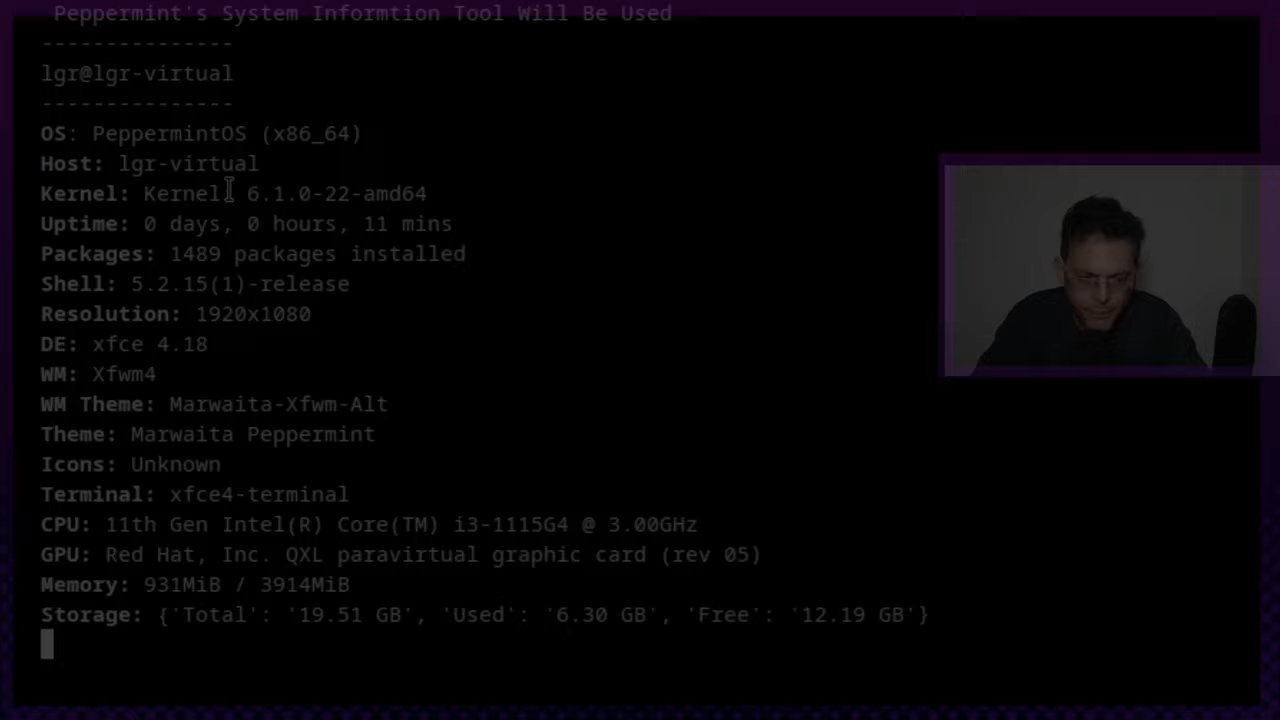 Peppermint's System Informtion Tool Will Be Used
---------------
lgr@lgr-virtual
---------------
OS: PeppermintOS (x86_64)
Host: lgr-virtual
Kernel: Kernel: 6.1.0-22-amd64
Uptime: 0 days, 0 hours, 11 mins
Packages: 1489 packages installed
Shell: 5.2.15(1)-release
Resolution: 1920x1080
DE: xfce 4.18
WM: Xfwm4
WM Theme: Marwaita-Xfwm-Alt
Theme: Marwaita Peppermint
Icons: Unknown
Terminal: xfce4-terminal
CPU: 11th Gen Intel(R) Core(TM) i3-1115G4 @ 3.00GHz
GPU: Red Hat, Inc. QXL paravirtual graphic card (rev 05)
Memory: 931MiB / 3914MiB
Storage: {'Total': '19.51 GB', 'Used': '6.30 GB', 'Free': '12.19 GB'}